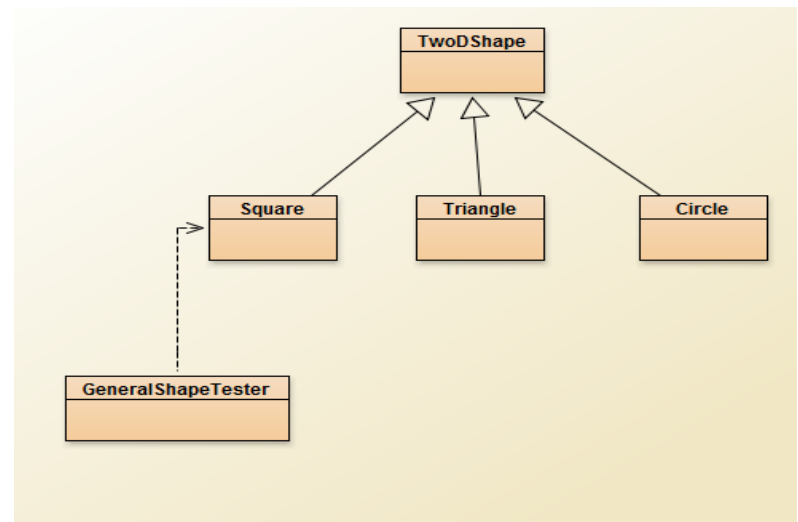 TwoDShape
Square
Triangle
Circle
GeneralShapeTester